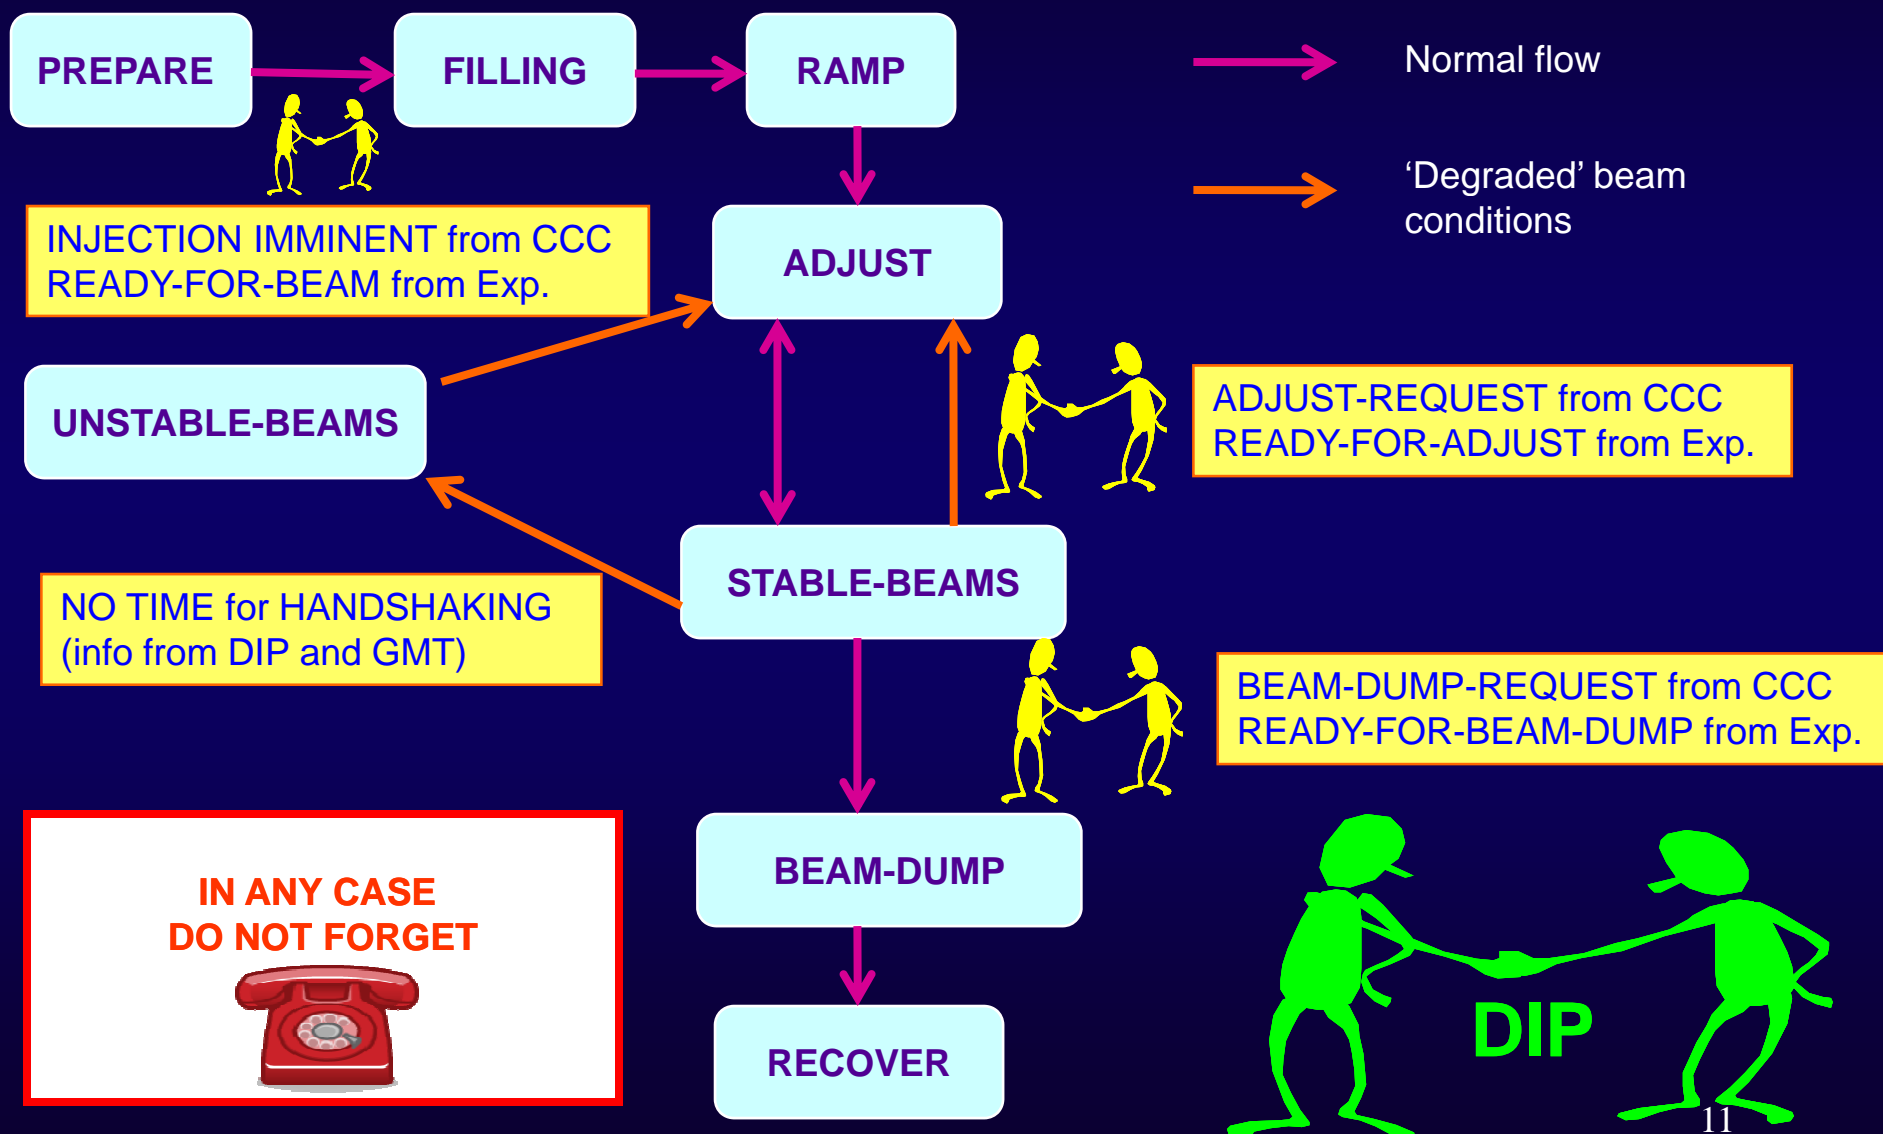 PREPARE
FILLING
RAMP
Normal flow
‘Degraded’ beam
conditions
INJECTION IMMINENT from CCC
READY-FOR-BEAM from Exp.
ADJUST
UNSTABLE-BEAMS
ADJUST-REQUEST from CCC
READY-FOR-ADJUST from Exp.
STABLE-BEAMS
NO TIME for HANDSHAKING
(info from DIP and GMT)
BEAM-DUMP-REQUEST from CCC
READY-FOR-BEAM-DUMP from Exp.
BEAM-DUMP
IN ANY CASE
DO NOT FORGET
RECOVER
DIP
11